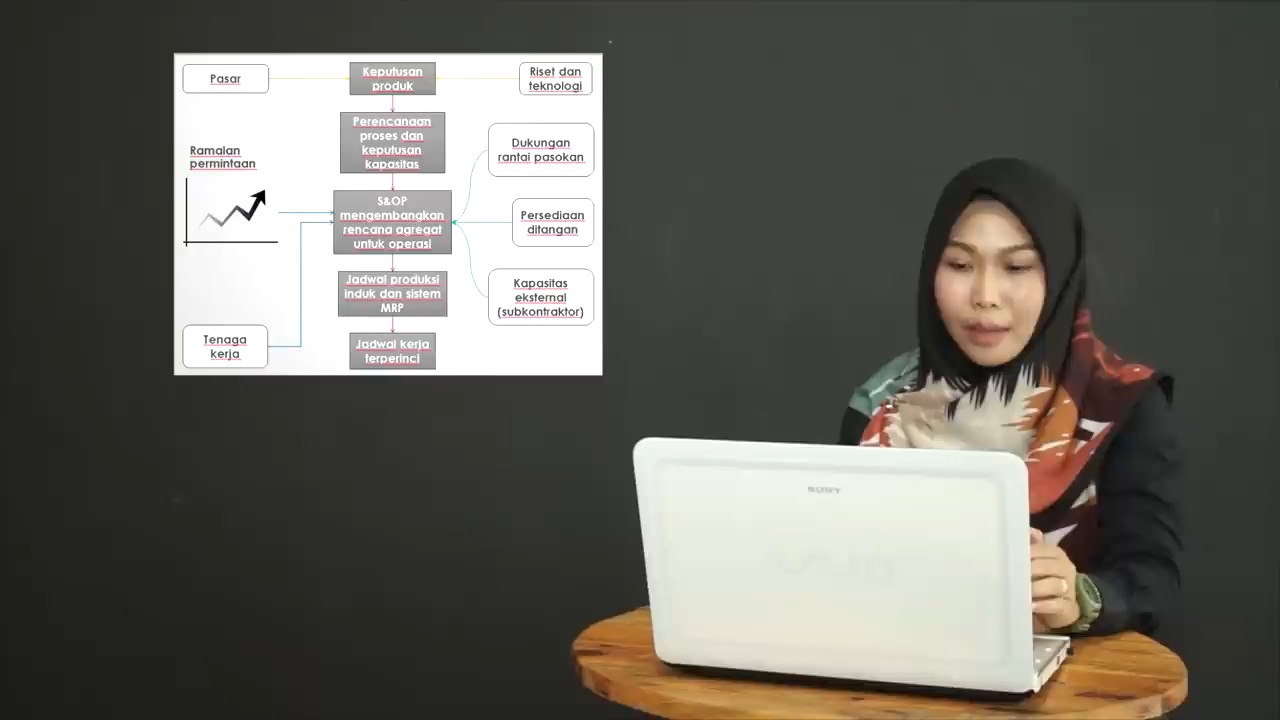 Pasar
Keputusan
produk
Riset dan
teknologi
Perencanaan
proses dan
keputusan
kapasitas
Dukungan
rantai pasokan
Ramalan
permintaan
S&OP
mengembangkan
rencana agregat
untuk operasi
Persediaan
ditangan
Jadwal produksi
induk dan sistem
MRP
Kapasitas
eksternal
(subkontraktor)
Tenaga
kerja
Jadwal kerja
terperinci
SONY
VAIO